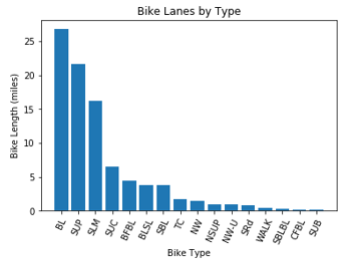 Bike Lanes by Type
Bike Length (miles)
25
20
15
10
5
0
BL SUP SLM SUC BFBL BLSL SBL TC NW NSUP NW-U SRd WALK SBLBL CFBL SUB
Bike Type